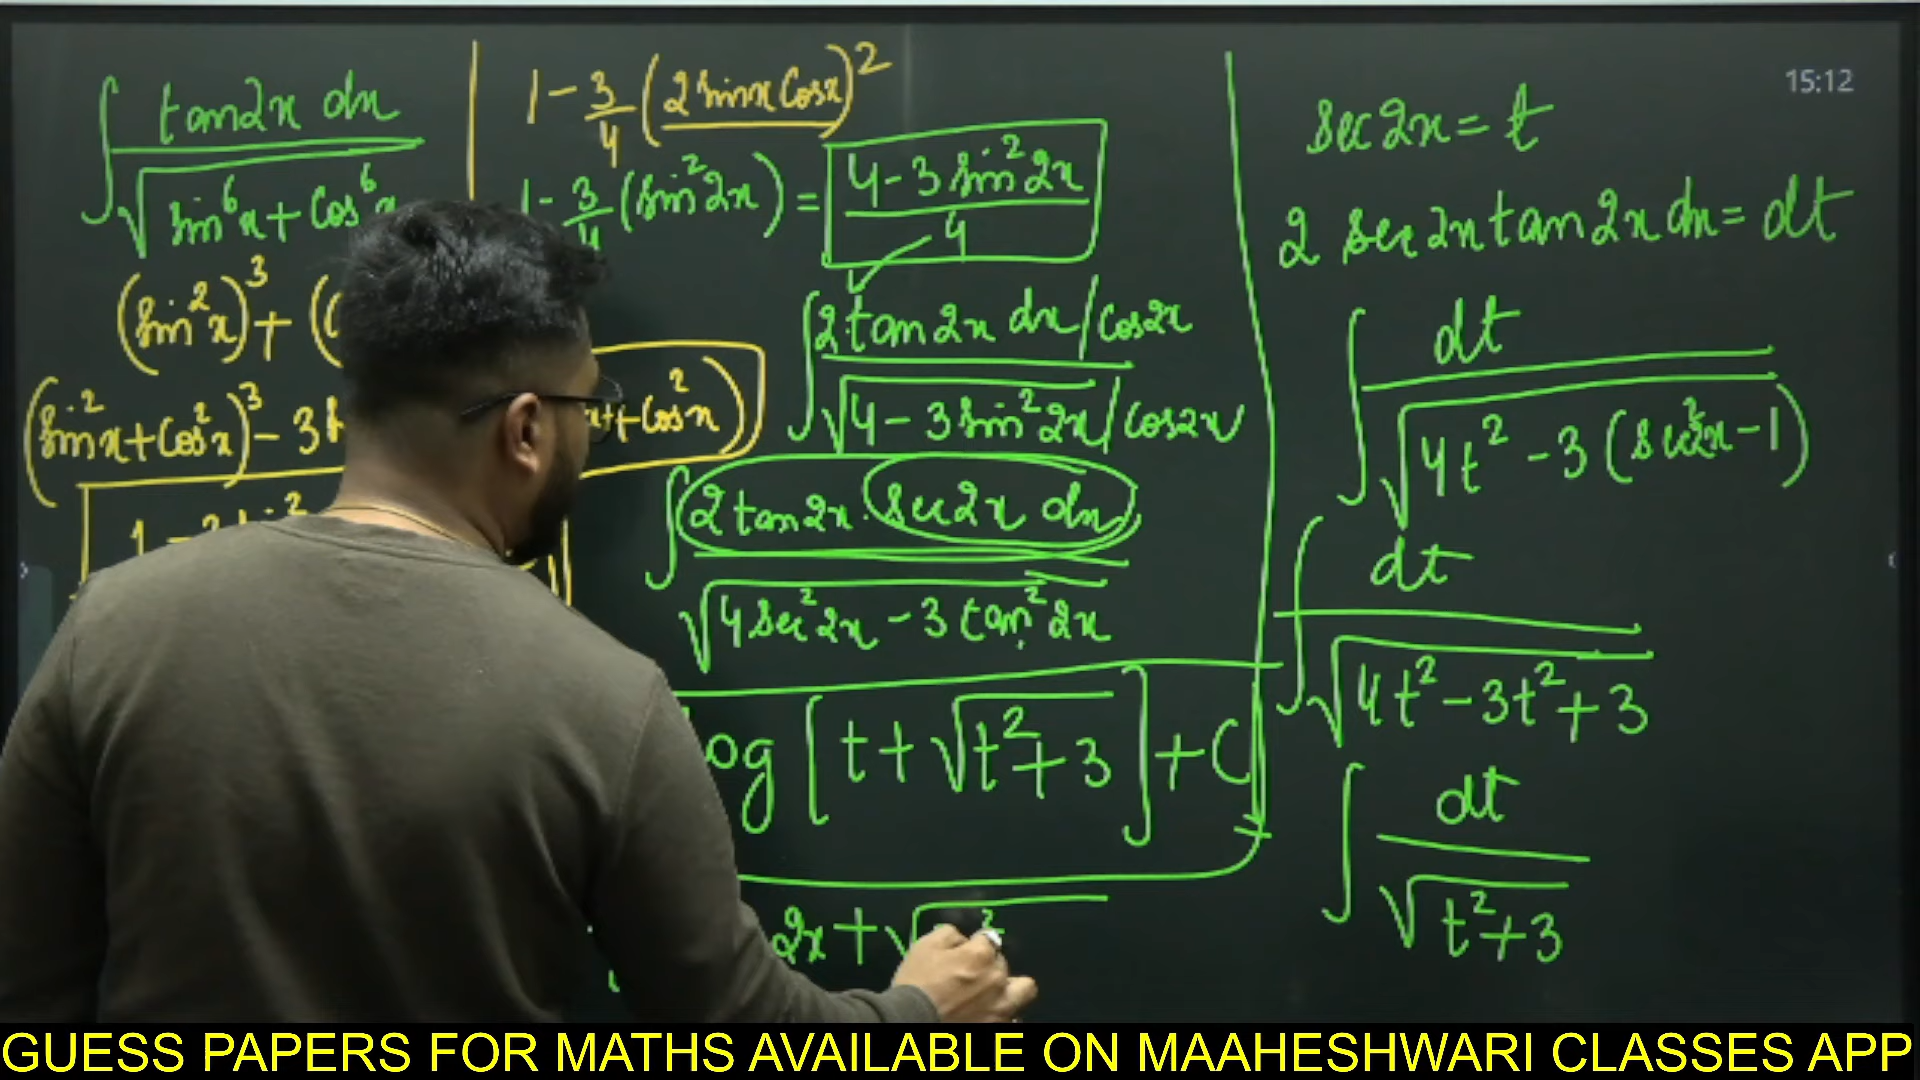 ∫ tan2x dx / √(sin⁶x + cos⁶x)
(sin²x)³ + (
(sin²x + cos²x)³ - 3
+ cos²x)
1 - 3/4 (2 sinx cosx)²
1 - 3/4 (sin²2x) = (4 - 3 sin²2x)/4
∫ 2 tan2x dx / cos2x
√(4 - 3 sin²2x) / cos2x
∫ 2 tan2x . sec2x dx
√(4 sec²2x - 3 tan²2x)
og [t + √(t² + 3)] + C
2x + √
15:12
sec2x = t
2 sec2x tan2x dx = dt
∫ dt / √(4t² - 3(sec²2x - 1))
∫ dt / √(4t² - 3t² + 3)
∫ dt / √(t² + 3)
GUESS PAPERS FOR MATHS AVAILABLE ON MAAHESHWARI CLASSES APP